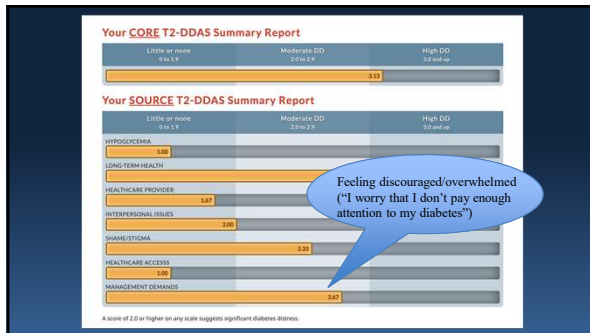 Your CORE T2-DDAS Summary Report
Little or none
Moderate DD
High DD
0 to 1.9
2.0 to 2.9
3.0 and up
3.13
Your SOURCE T2-DDAS Summary Report
Little or none
Moderate DD
High DD
0 to 1.9
2.0 to 2.9
3.0 and up
HYPOGLYCEMIA
1.00
LONG-TERM HEALTH
HEALTHCARE PROVIDER
1.67
INTERPERSONAL ISSUES
2.00
SHAME/STIGMA
2.33
HEALTHCARE ACCESSS
1.00
MANAGEMENT DEMANDS
2.67
Feeling discouraged/overwhelmed
(“I worry that I don’t pay enough
attention to my diabetes”)
A score of 2.0 or higher on any scale suggests significant diabetes distress.